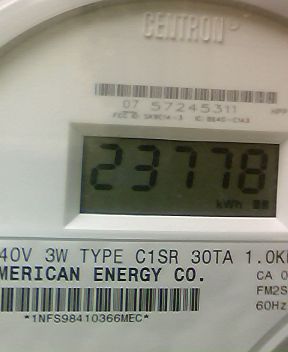 CENTRON®
07 57245311
23778
kWh
40V 3W TYPE C1SR 30TA 1.0K
MERICAN ENERGY CO.
CA 0
FM2S
60Hz
*1NFS98410366MEC*